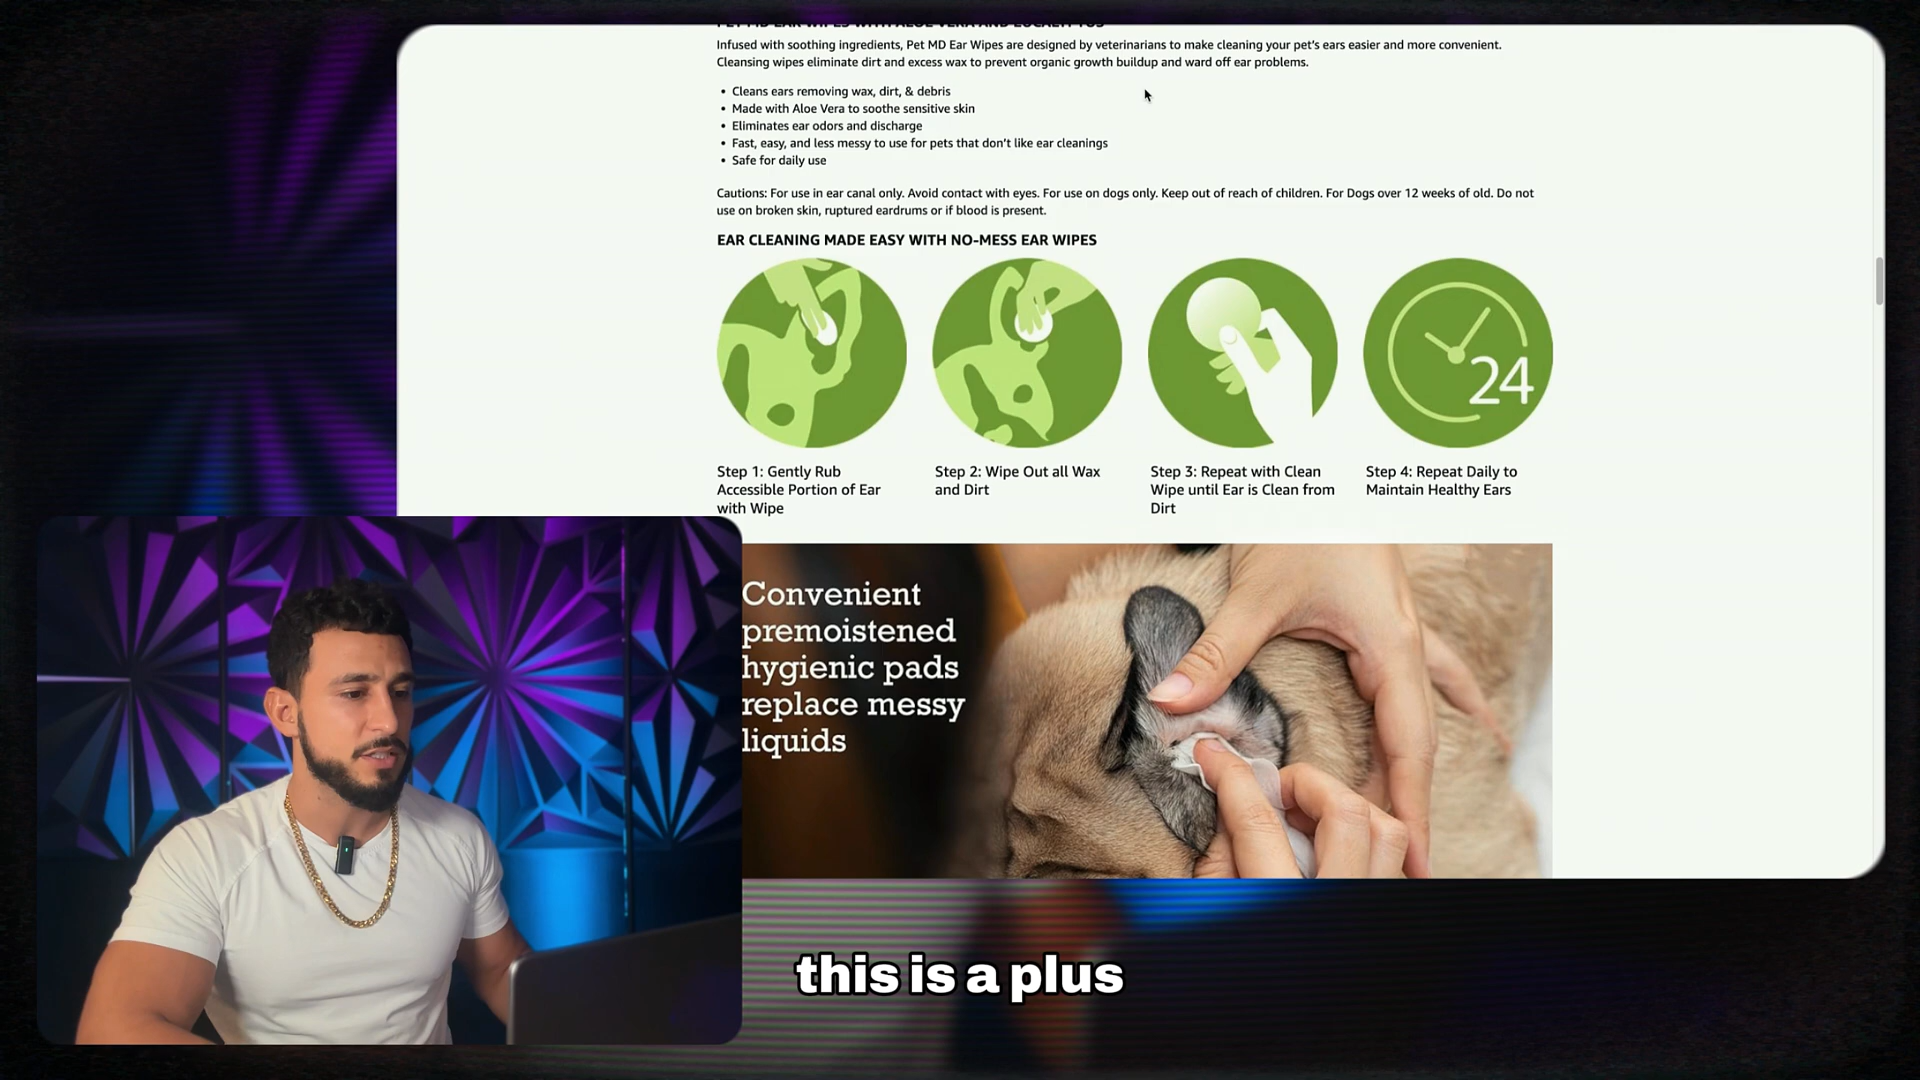 PET MD EAR WIPES WITH ALOE VERA AND EUCALYPTUS
Infused with soothing ingredients, Pet MD Ear Wipes are designed by veterinarians to make cleaning your pet’s ears easier and more convenient.
Cleansing wipes eliminate dirt and excess wax to prevent organic growth buildup and ward off ear problems.
• Cleans ears removing wax, dirt, & debris
• Made with Aloe Vera to soothe sensitive skin
• Eliminates ear odors and discharge
• Fast, easy, and less messy to use for pets that don’t like ear cleanings
• Safe for daily use
Cautions: For use in ear canal only. Avoid contact with eyes. For use on dogs only. Keep out of reach of children. For Dogs over 12 weeks of old. Do not
use on broken skin, ruptured eardrums or if blood is present.
EAR CLEANING MADE EASY WITH NO-MESS EAR WIPES
24
Step 1: Gently Rub
Accessible Portion of Ear
with Wipe
Step 2: Wipe Out all Wax
and Dirt
Step 3: Repeat with Clean
Wipe until Ear is Clean from
Dirt
Step 4: Repeat Daily to
Maintain Healthy Ears
Convenient
premoistened
hygienic pads
replace messy
liquids
this is a plus